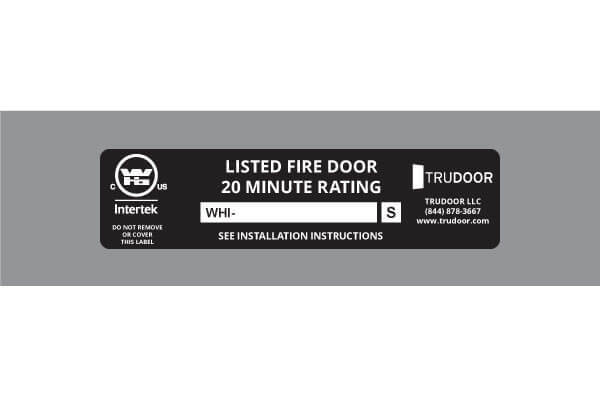 WH
C US
Intertek
DO NOT REMOVE
OR COVER
THIS LABEL
LISTED FIRE DOOR
20 MINUTE RATING
WHI- S
SEE INSTALLATION INSTRUCTIONS
TRUDOOR
TRUDOOR LLC
(844) 878-3667
www.trudoor.com